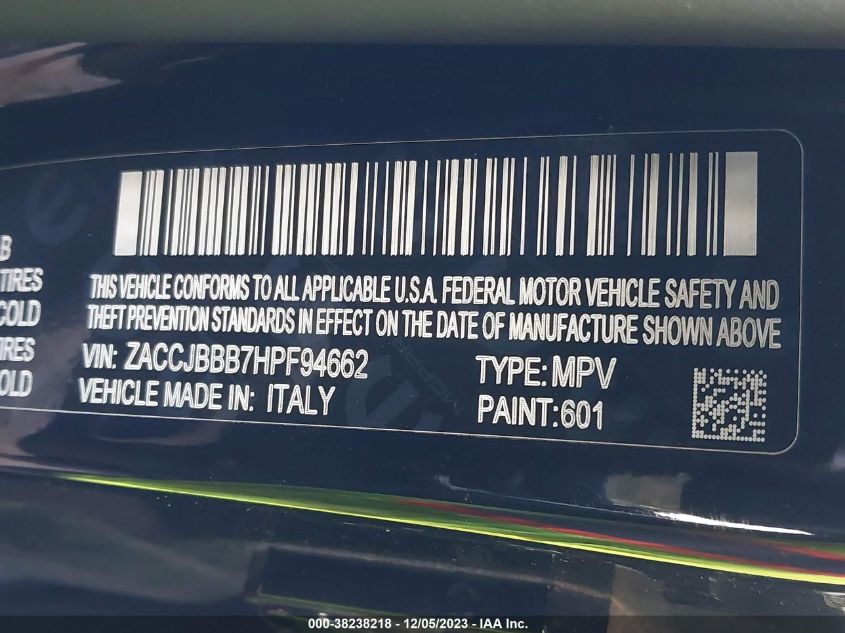 B
TIRES
COLD
THIS VEHICLE CONFORMS TO ALL APPLICABLE U.S.A. FEDERAL MOTOR VEHICLE SAFETY AND
THEFT PREVENTION STANDARDS IN EFFECT ON THE DATE OF MANUFACTURE SHOWN ABOVE
IRES
OLD
VIN: ZACCJBBB7HPF94662
VEHICLE MADE IN: ITALY
TYPE: MPV
PAINT:601
000-38238218 - 12/05/2023 - IAA Inc.